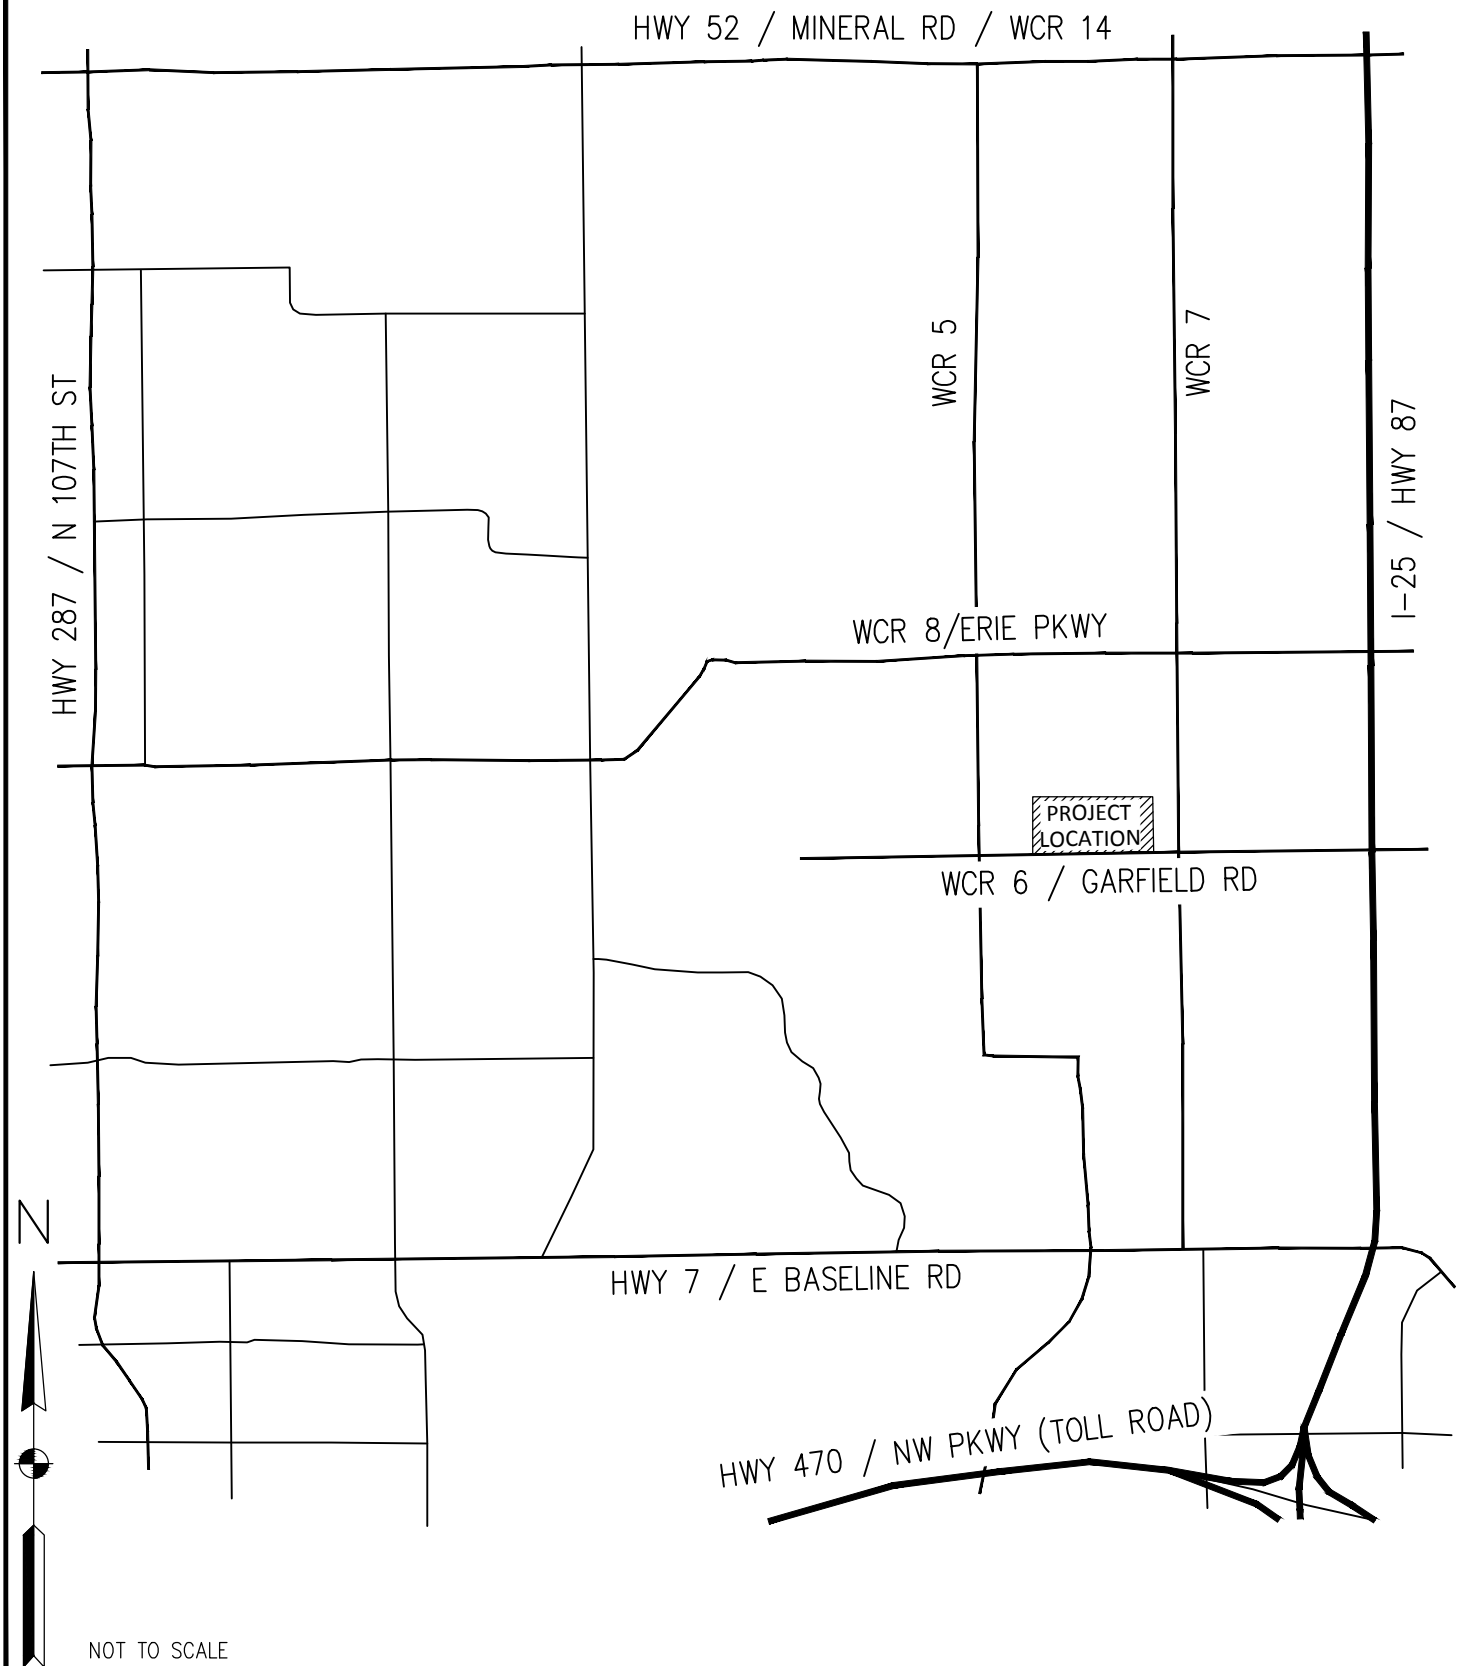 HWY 52 / MINERAL RD / WCR 14
WCR 5
WCR 7
HWY 287 / N 107TH ST
I-25 / HWY 87
WCR 8/ERIE PKWY
PROJECT
LOCATION
WCR 6 / GARFIELD RD
N
HWY 7 / E BASELINE RD
HWY 470 / NW PKWY (TOLL ROAD)
NOT TO SCALE